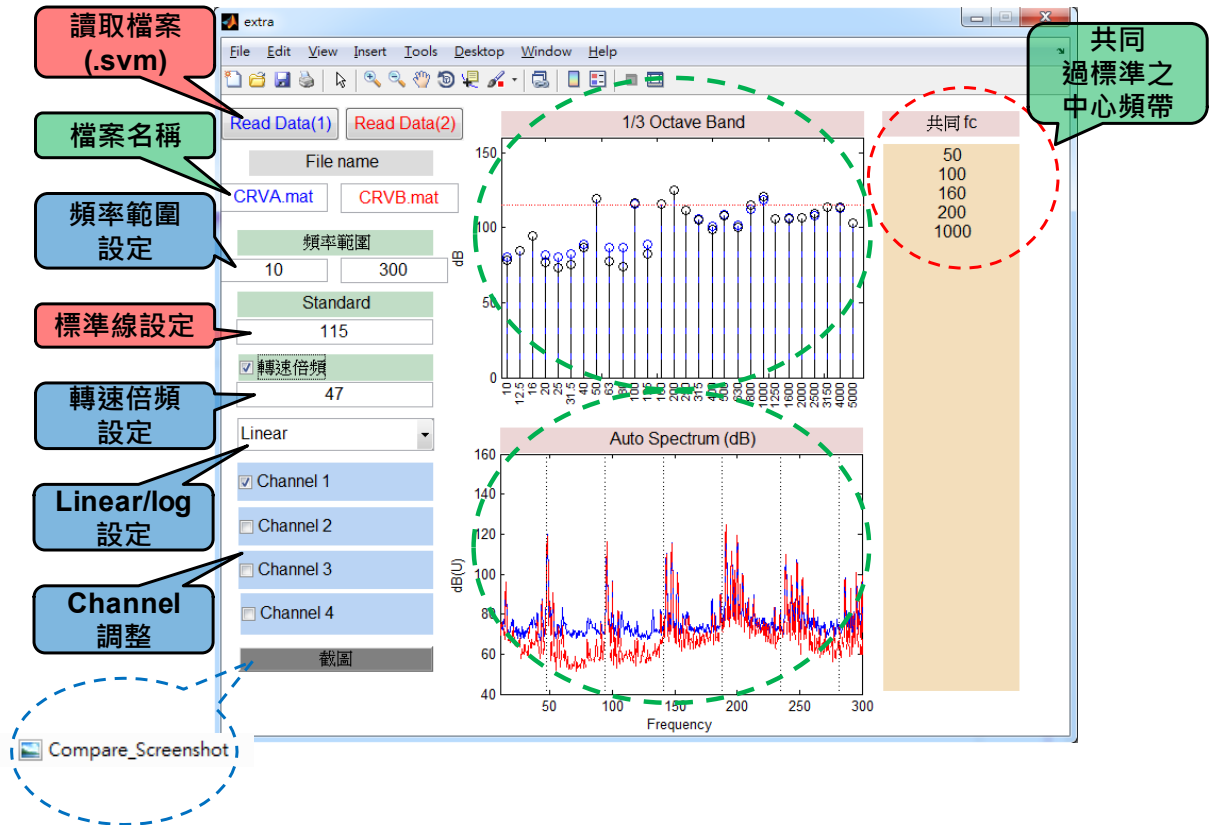 讀取檔案
(.svm)
檔案名稱
頻率範圍
設定
標準線設定
轉速倍頻
設定
Linear/log
設定
Channel
調整
Compare_Screenshot
extra
File Edit View Insert Tools Desktop Window Help
Read Data(1) Read Data(2)
File name
CRVA.mat CRVB.mat
頻率範圍
10 300
Standard
115
轉速倍頻
47
Linear
Channel 1
Channel 2
Channel 3
Channel 4
截圖
1/3 Octave Band
150
100
50
0
dB
10 12.5 16 20 25 31.5 40 50 63 80 100 125 160 200 250 315 400 500 630 800 1000 1250 1600 2000 2500 3150 4000 5000
Auto Spectrum (dB)
160
140
120
100
80
60
40
dB(U)
50 100 150 200 250 300
Frequency
共同 fc
50
100
160
200
1000
共同
過標準之
中心頻帶